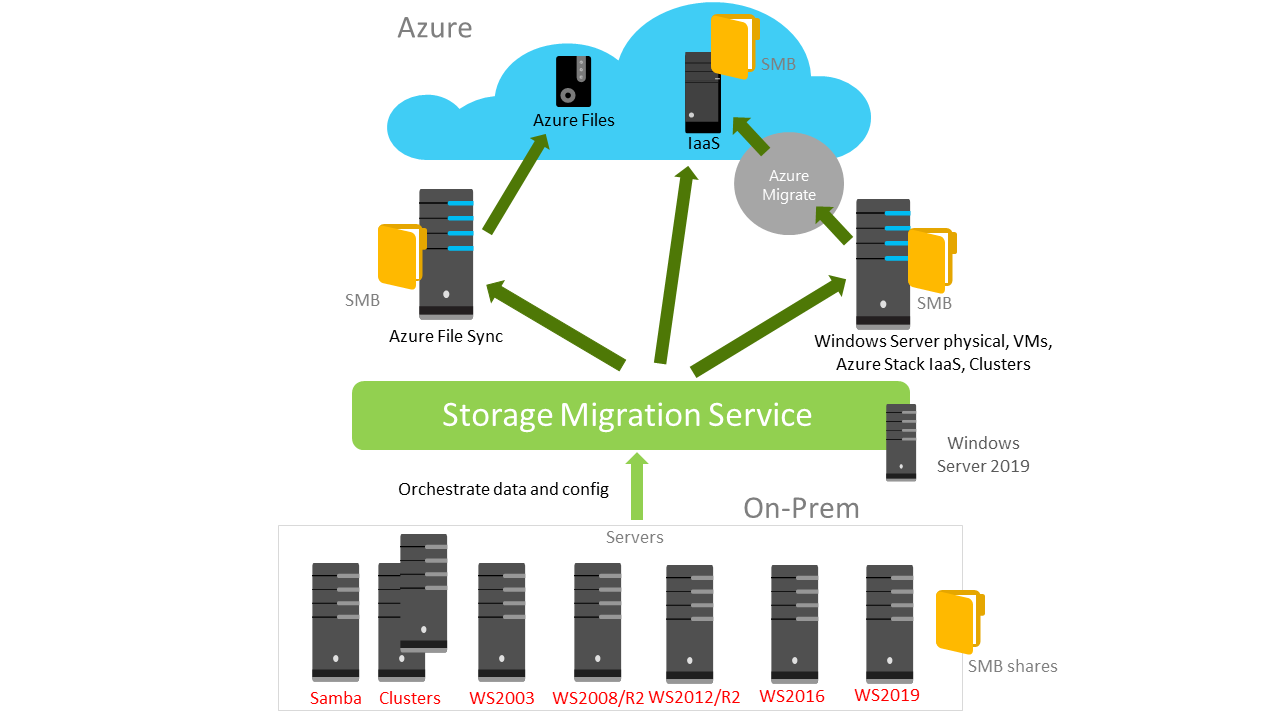 Azure
SMB
Azure Files
IaaS
Azure
Migrate
SMB
SMB
Azure File Sync
Windows Server physical, VMs,
Azure Stack IaaS, Clusters
Storage Migration Service
Windows
Server 2019
Orchestrate data and config
On-Prem
Servers
SMB shares
Samba
Clusters
WS2003
WS2008/R2
WS2012/R2
WS2016
WS2019